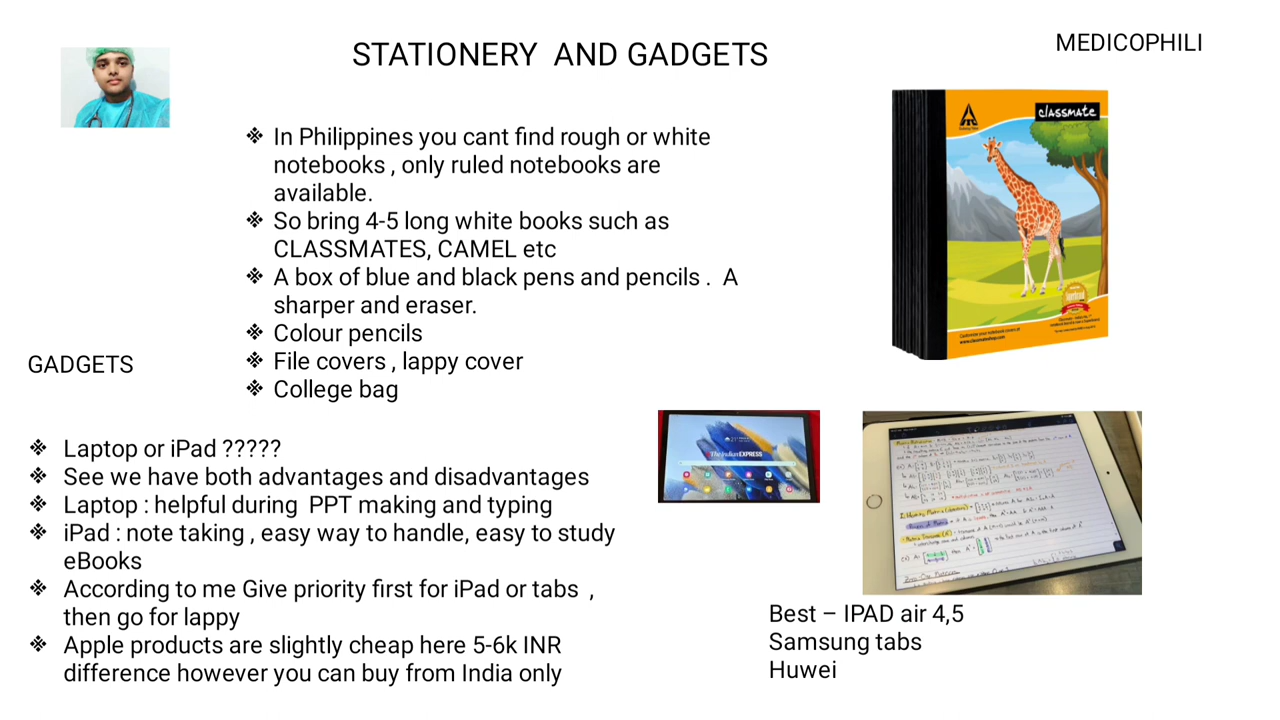 STATIONERY AND GADGETS
MEDICOPHILI
❖ In Philippines you cant find rough or white
notebooks , only ruled notebooks are
available.
❖ So bring 4-5 long white books such as
CLASSMATES, CAMEL etc
❖ A box of blue and black pens and pencils . A
sharper and eraser.
❖ Colour pencils
❖ File covers , lappy cover
❖ College bag
classmate
GADGETS
❖ Laptop or iPad ?????
❖ See we have both advantages and disadvantages
❖ Laptop : helpful during PPT making and typing
❖ iPad : note taking , easy way to handle, easy to study
eBooks
❖ According to me Give priority first for iPad or tabs ,
then go for lappy
❖ Apple products are slightly cheap here 5-6k INR
difference however you can buy from India only
The Indian EXPRESS
Best – IPAD air 4,5
Samsung tabs
Huwei